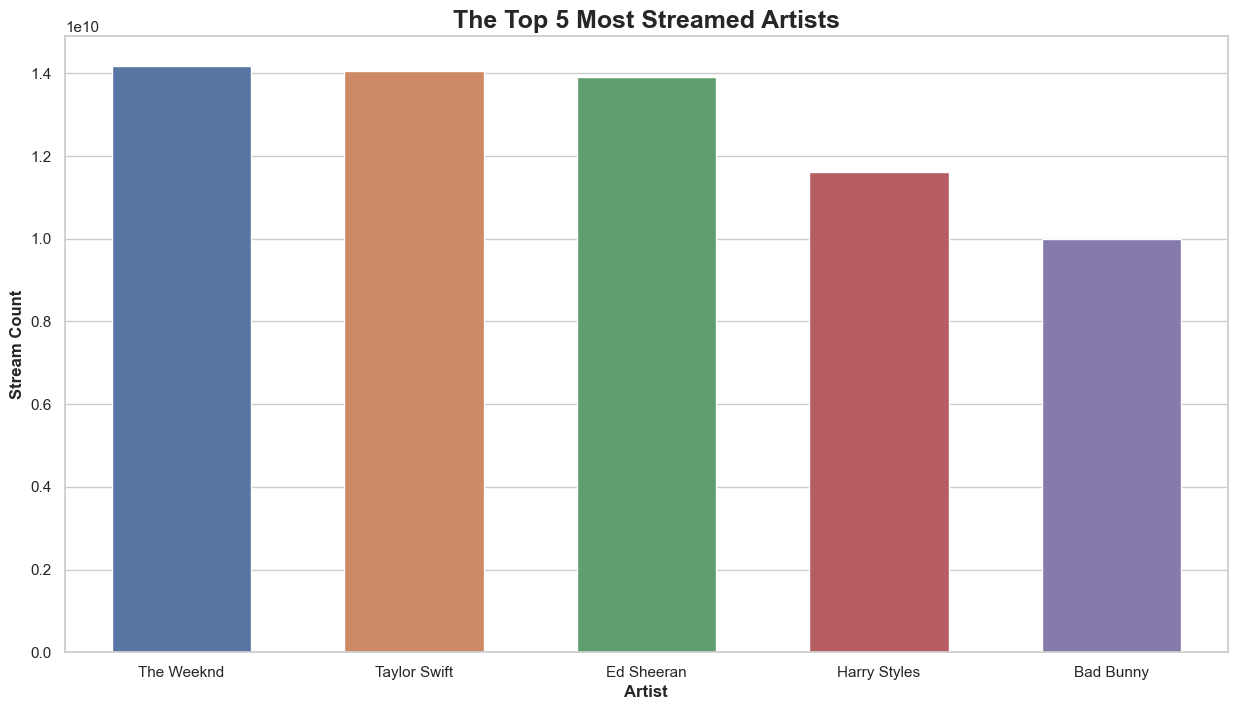 The Top 5 Most Streamed Artists
1e10
1.4
1.2
1.0
0.8
0.6
0.4
0.2
0.0
Stream Count
The Weeknd Taylor Swift Ed Sheeran Harry Styles Bad Bunny
Artist